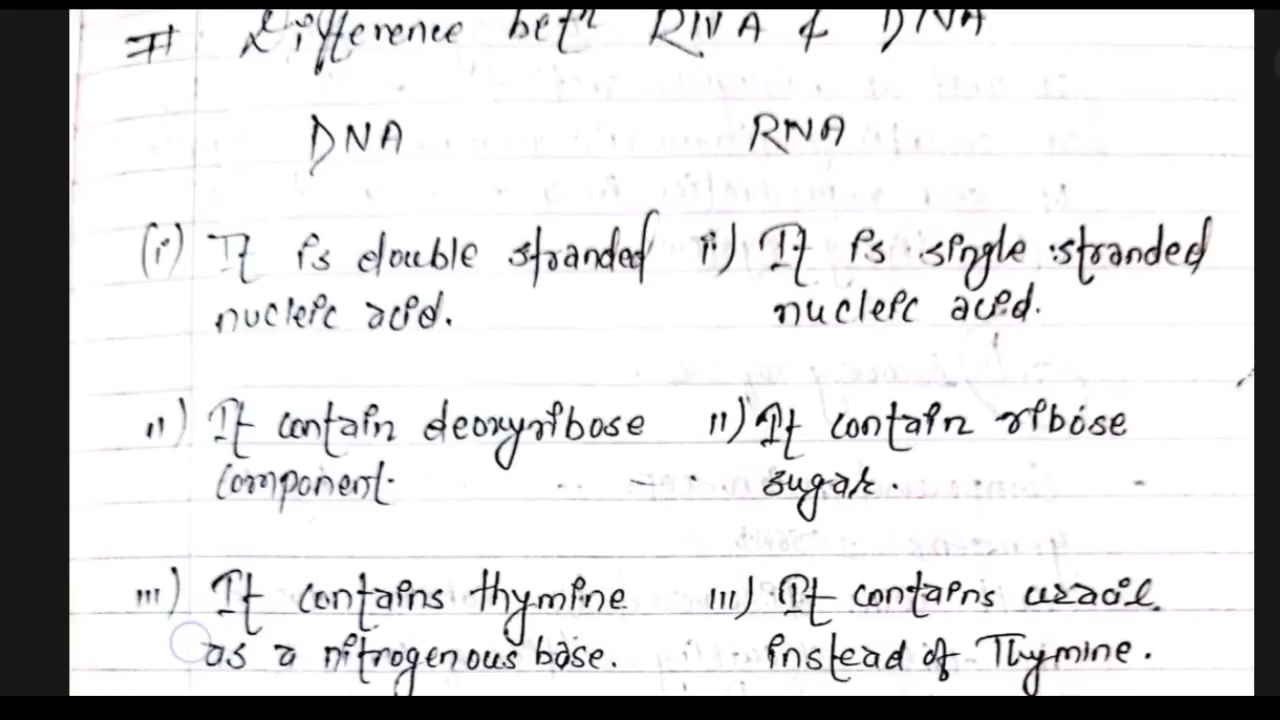 # Difference betn RNA & DNA
DNA RNA
(i) It is double stranded i) It is single stranded
nucleic acid. nucleic acid.
ii) It contain deoxyribose ii) It contain ribose
component. sugar.
iii) It contains thymine iii) It contains uracil.
as a nitrogenous base. instead of Thymine.